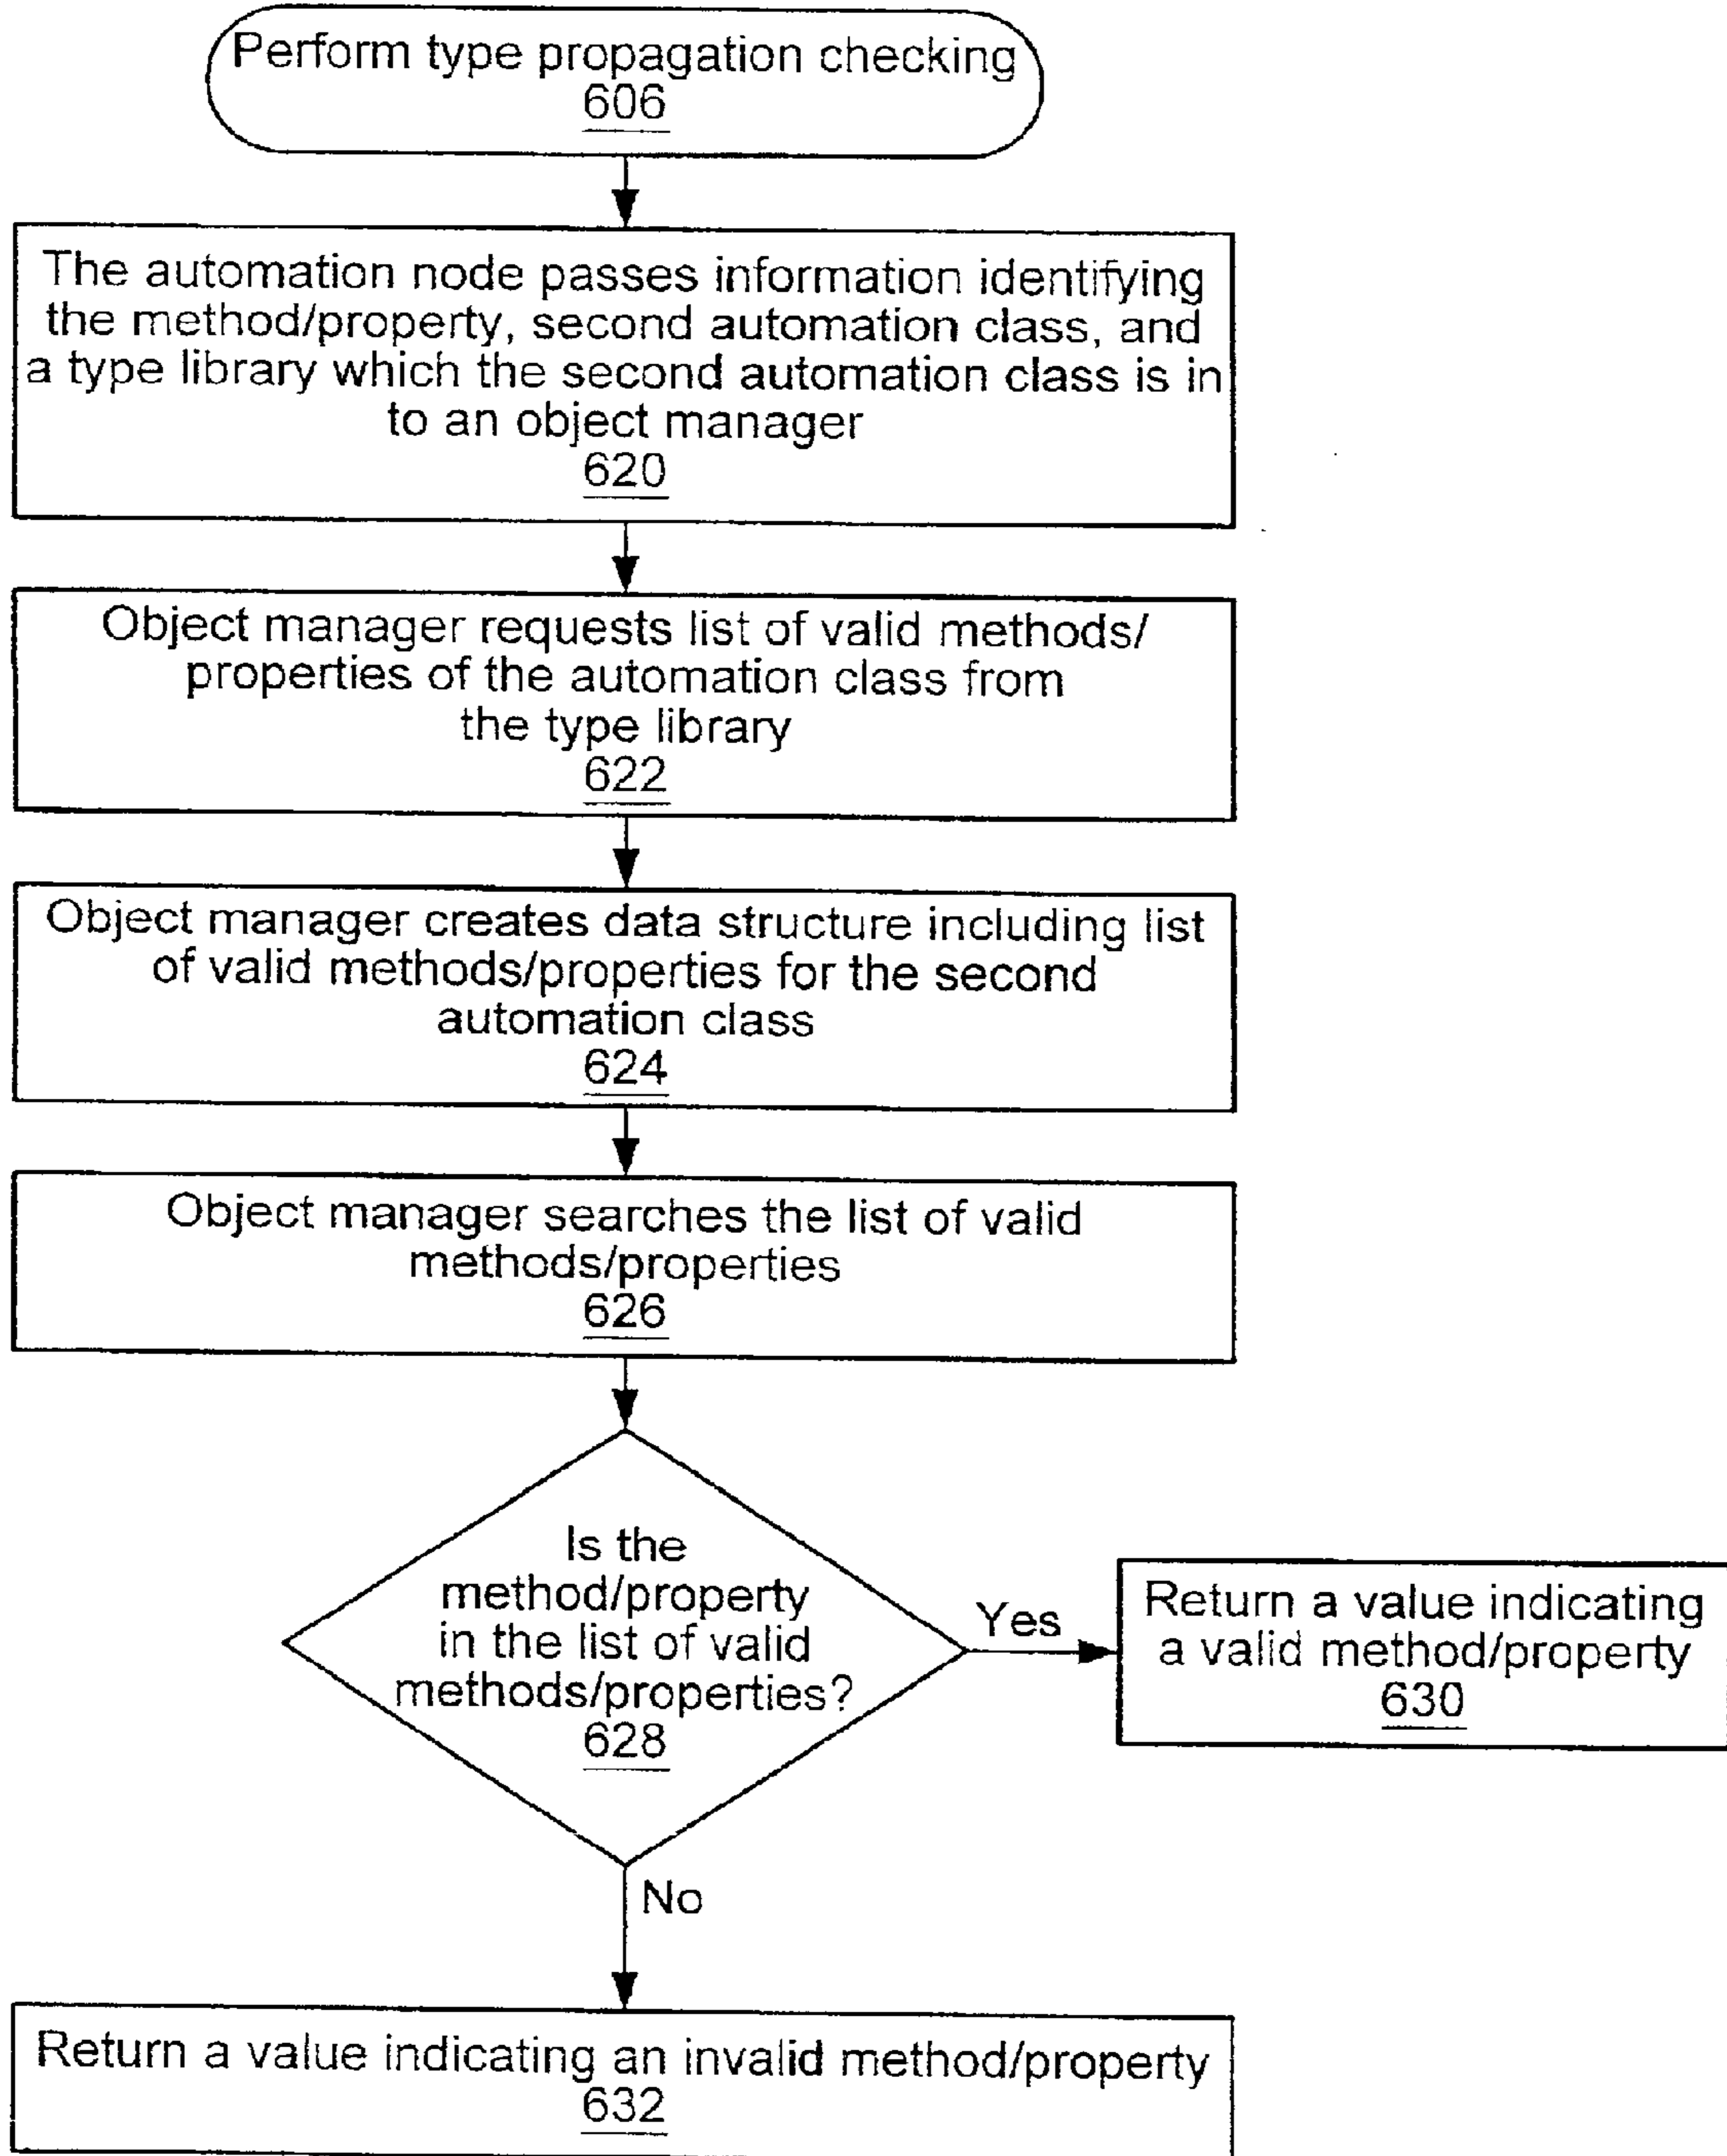 Perform type propagation checking
606
The automation node passes information identifying
the method/property, second automation class, and
a type library which the second automation class is in
to an object manager
620
Object manager requests list of valid methods/
properties of the automation class from
the type library
622
Object manager creates data structure including list
of valid methods/properties for the second
automation class
624
Object manager searches the list of valid
methods/properties
626
Is the
method/property
in the list of valid
methods/properties?
628
Yes
Return a value indicating
a valid method/property
630
No
Return a value indicating an invalid method/property
632